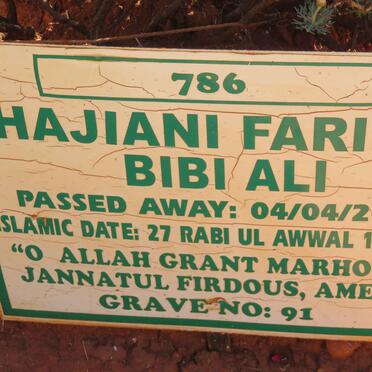 786
HAJIANI FARI
BIBI ALI
PASSED AWAY: 04/04/2
ISLAMIC DATE: 27 RABI UL AWWAL 1
"O ALLAH GRANT MARHO
JANNATUL FIRDOUS, AME
GRAVE NO: 91